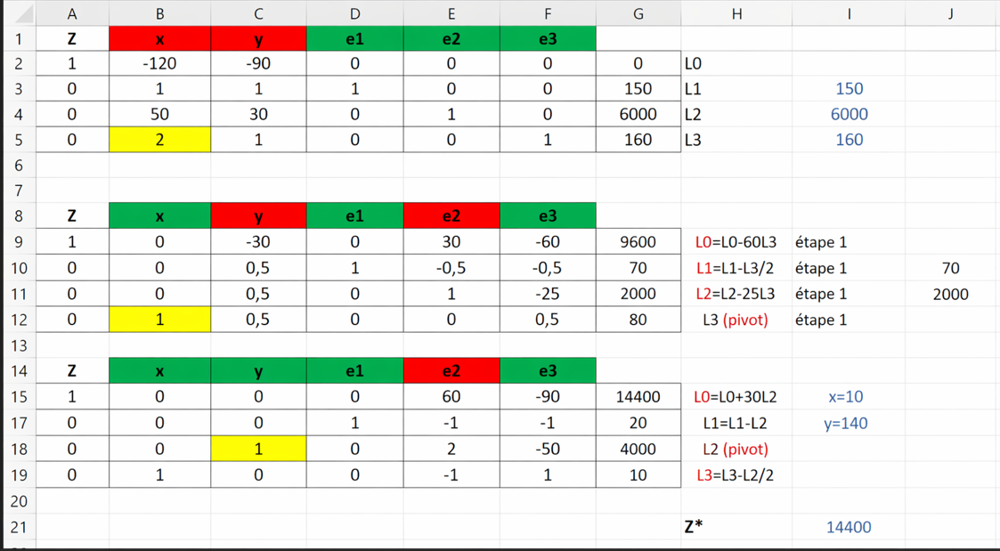 A B C D E F G H I J
1 Z x y e1 e2 e3
2 1 -120 -90 0 0 0 0 L0
3 0 1 1 1 0 0 150 L1 150
4 0 50 30 0 1 0 6000 L2 6000
5 0 2 1 0 0 1 160 L3 160
6
7
8 Z x y e1 e2 e3
9 1 0 -30 0 30 -60 9600 L0=L0-60L3 étape 1
10 0 0 0,5 1 -0,5 -0,5 70 L1=L1-L3/2 étape 1 70
11 0 0 0,5 0 1 -25 2000 L2=L2-25L3 étape 1 2000
12 0 1 0,5 0 0 0,5 80 L3 (pivot) étape 1
13
14 Z x y e1 e2 e3
15 1 0 0 0 60 -90 14400 L0=L0+30L2 x=10
17 0 0 0 1 -1 -1 20 L1=L1-L2 y=140
18 0 0 1 0 2 -50 4000 L2 (pivot)
19 0 1 0 0 -1 1 10 L3=L3-L2/2
20
21 Z* 14400